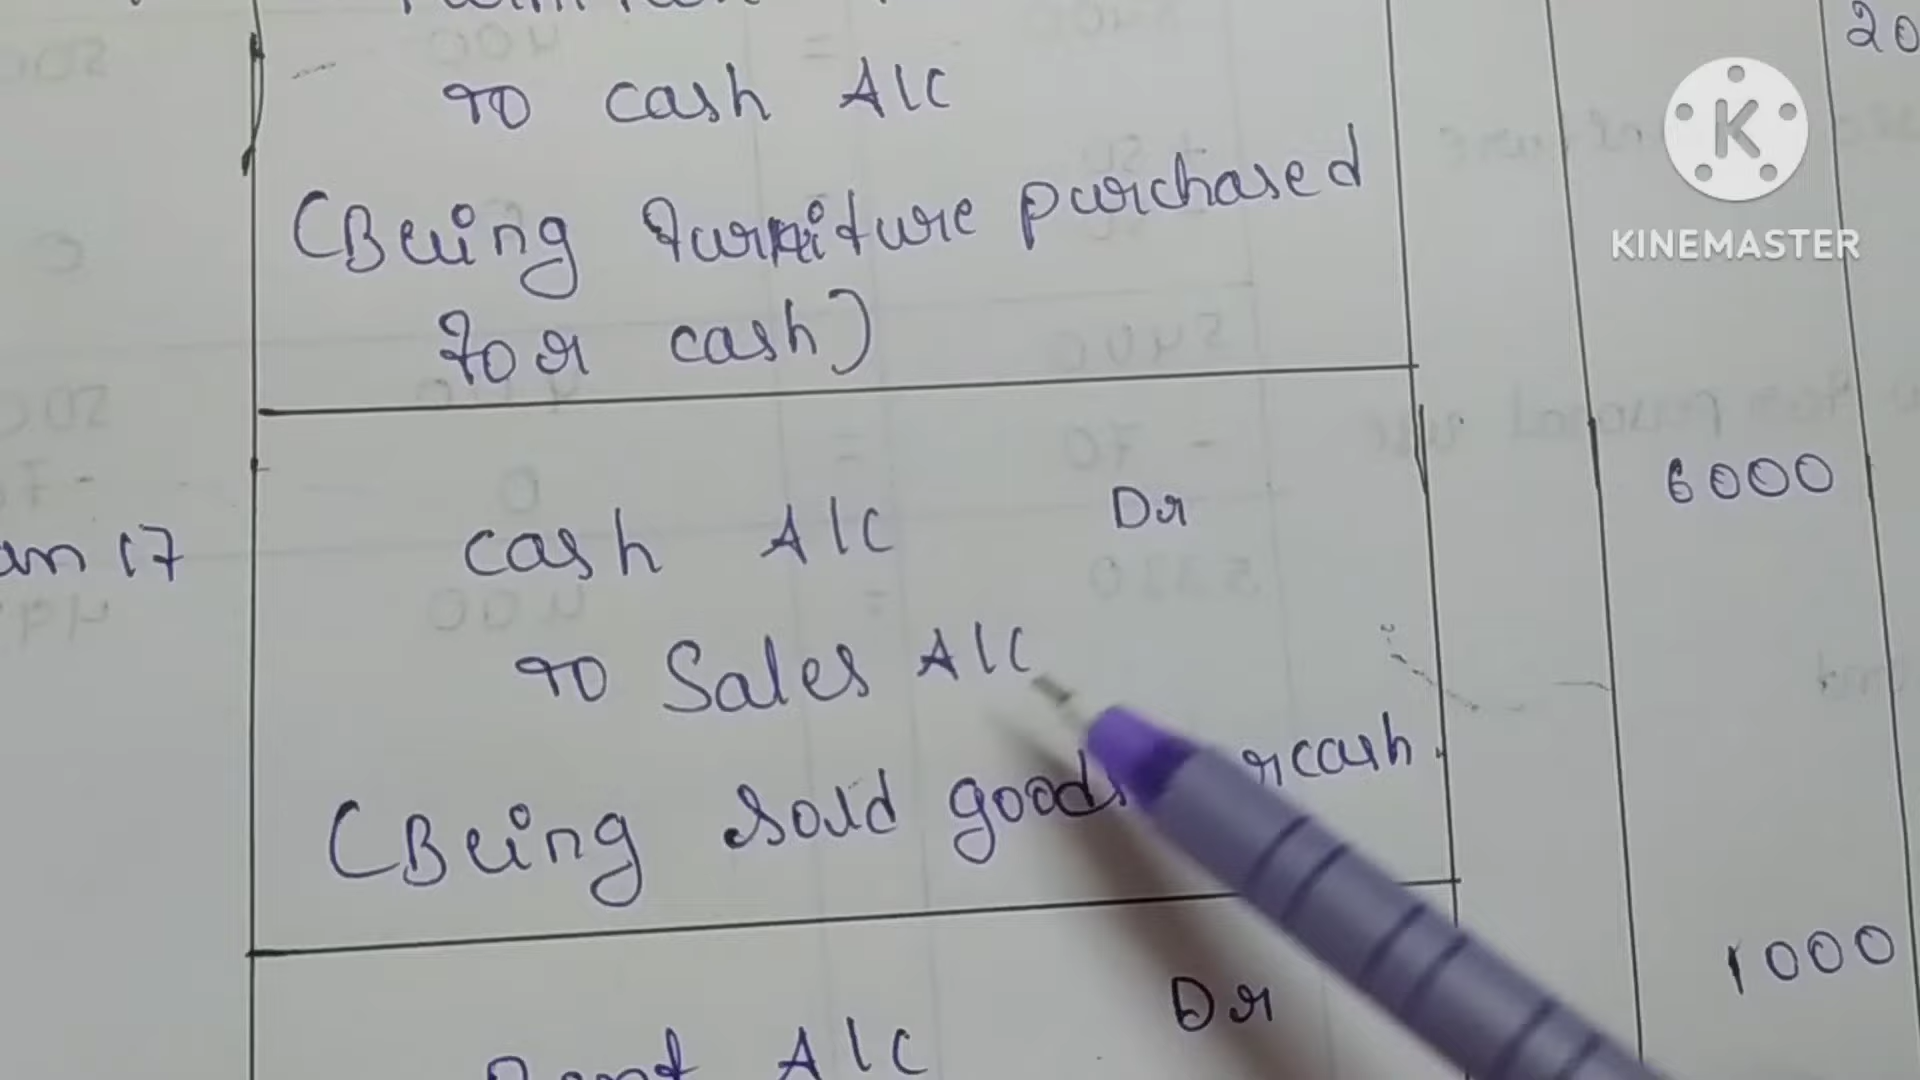 20
To cash A/C
(Being furniture purchased
for cash)
KINEMASTER
Jan 17 cash A/C Dr 6000
To Sales A/C
(Being sold goods cash.
Rent A/C Dr 1000